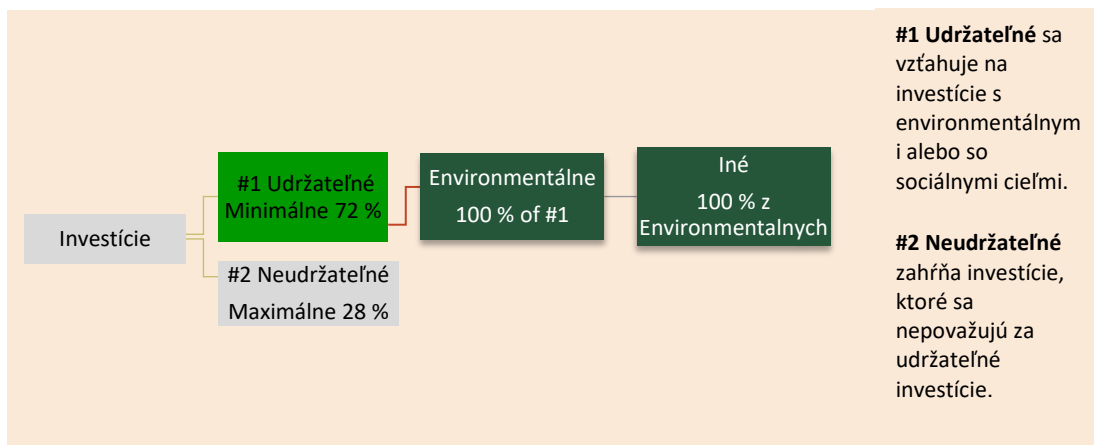 Investície
#1 Udržateľné
Minimálne 72 %
#2 Neudržateľné
Maximálne 28 %
Environmentálne
100 % of #1
Iné
100 % z
Environmentalnych
#1 Udržateľné sa
vzťahuje na
investície s
environmentálnym
i alebo so
sociálnymi cieľmi.
#2 Neudržateľné
zahŕňa investície,
ktoré sa
nepovažujú za
udržateľné
investície.